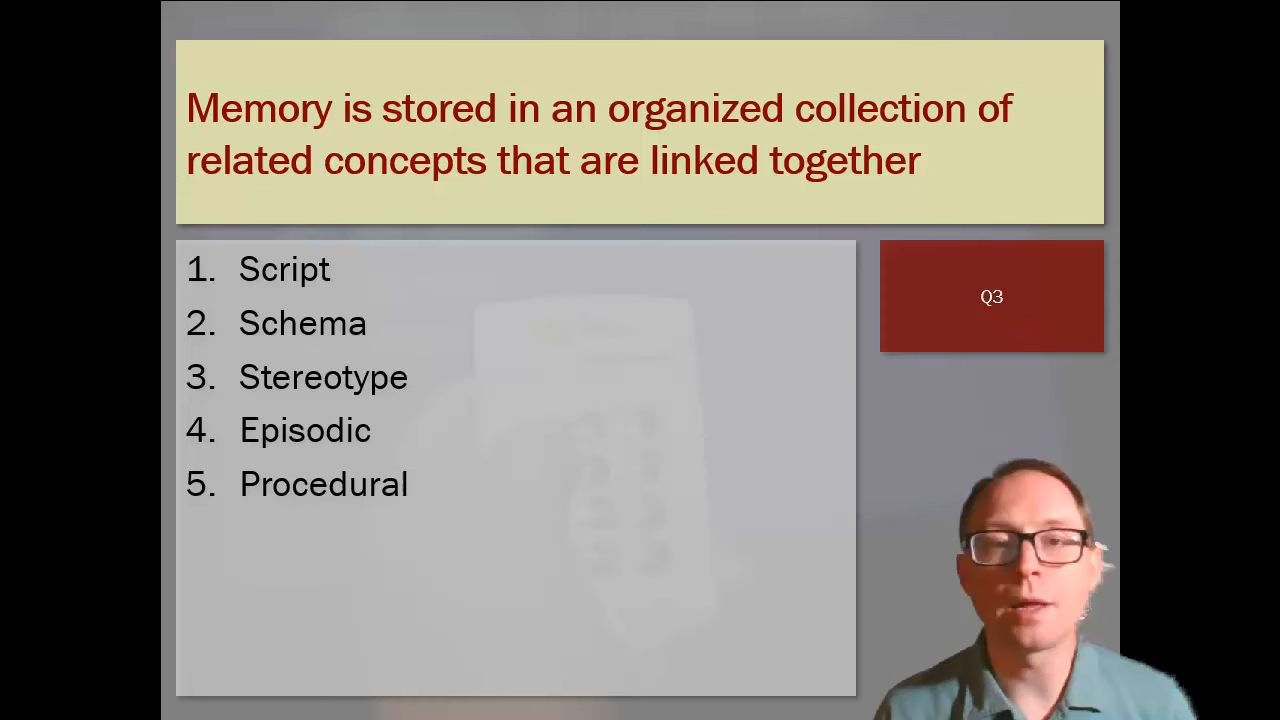 Memory is stored in an organized collection of
related concepts that are linked together
1. Script
2. Schema
3. Stereotype
4. Episodic
5. Procedural
Q3